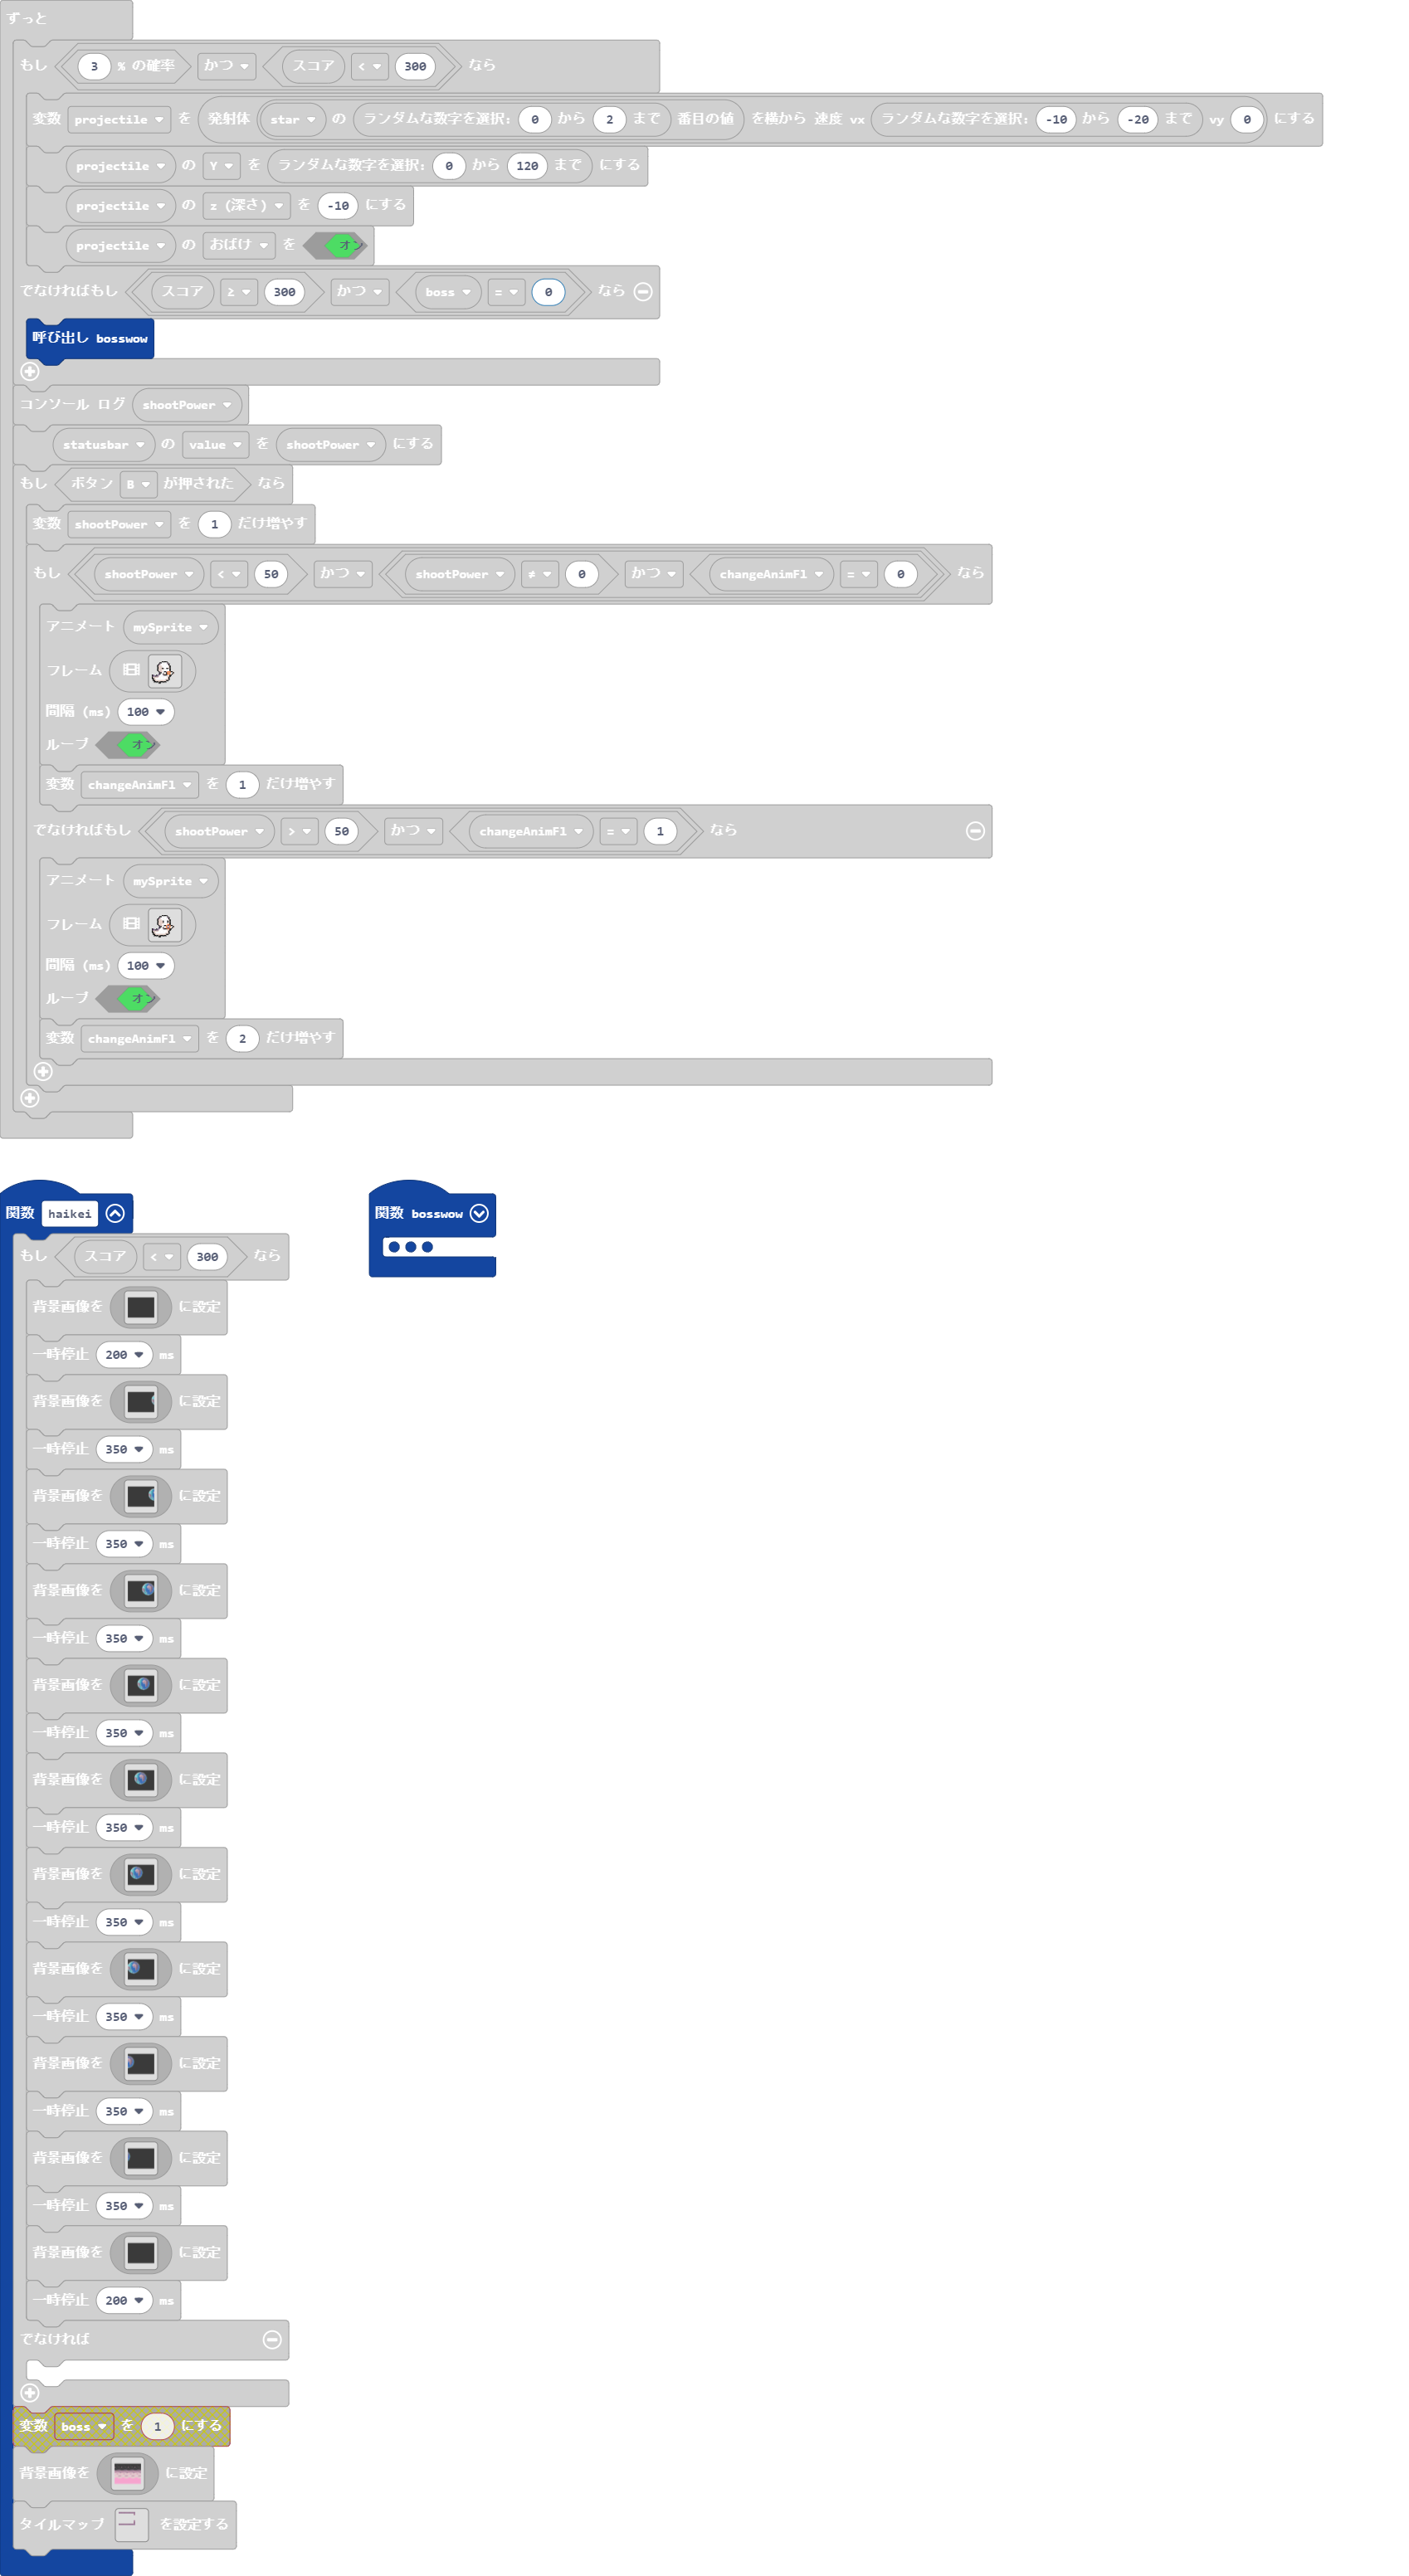 ずっと
もし 3 % の確率 かつ スコア < 300 なら
変数 projectile を 発射体 star の ランダムな数字を選択: 0 から 2 まで 番目の値 を横から 速度 vx ランダムな数字を選択: -10 から -20 まで vy 0 にする
projectile の Y を ランダムな数字を選択: 0 から 120 まで にする
projectile の z (深さ) を -10 にする
projectile の おばけ を オン
でなければもし スコア ≥ 300 かつ boss = 0 なら
呼び出し bosswow
コンソール ログ shootPower
statusbar の value を shootPower にする
もし ボタン B が押された なら
変数 shootPower を 1 だけ増やす
もし shootPower < 50 かつ shootPower ≠ 0 かつ changeAnimFl = 0 なら
アニメート mySprite
フレーム
間隔 (ms) 100
ループ オン
変数 changeAnimFl を 1 だけ増やす
でなければもし shootPower > 50 かつ changeAnimFl = 1 なら
アニメート mySprite
フレーム
間隔 (ms) 100
ループ オン
変数 changeAnimFl を 2 だけ増やす
関数 haikei
もし スコア < 300 なら
背景画像を に設定
一時停止 200 ms
背景画像を に設定
一時停止 350 ms
背景画像を に設定
一時停止 350 ms
背景画像を に設定
一時停止 350 ms
背景画像を に設定
一時停止 350 ms
背景画像を に設定
一時停止 350 ms
背景画像を に設定
一時停止 350 ms
背景画像を に設定
一時停止 350 ms
背景画像を に設定
一時停止 350 ms
背景画像を に設定
一時停止 350 ms
背景画像を に設定
一時停止 200 ms
でなければ
変数 boss を 1 にする
背景画像を に設定
タイルマップ を設定する
関数 bosswow